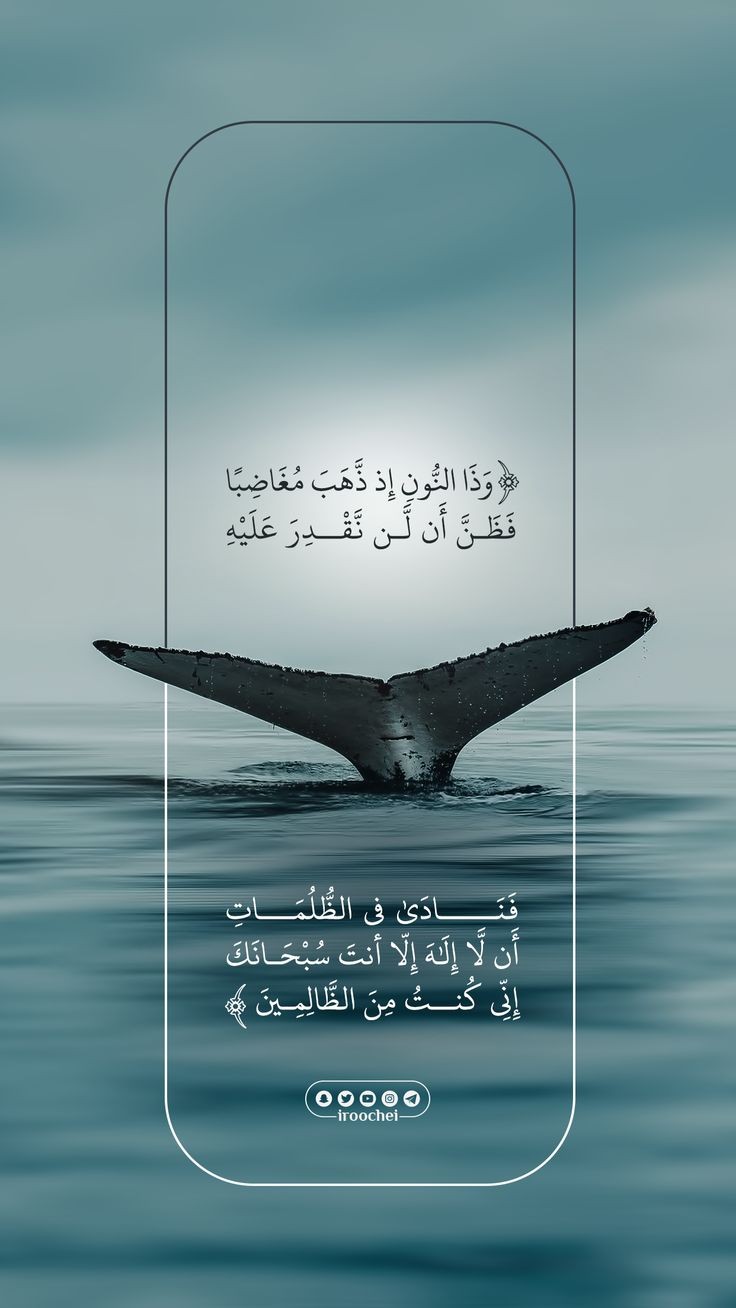 ﴿وَذَا النُّونِ إِذ ذَّهَبَ مُغَاضِبًا
فَظَنَّ أَن لَّن نَّقْدِرَ عَلَيْهِ
فَنَادَىٰ فِي الظُّلُمَاتِ
أَن لَّا إِلَٰهَ إِلَّا أَنتَ سُبْحَانَكَ
إِنِّي كُنتُ مِنَ الظَّالِمِينَ﴾
iroochei